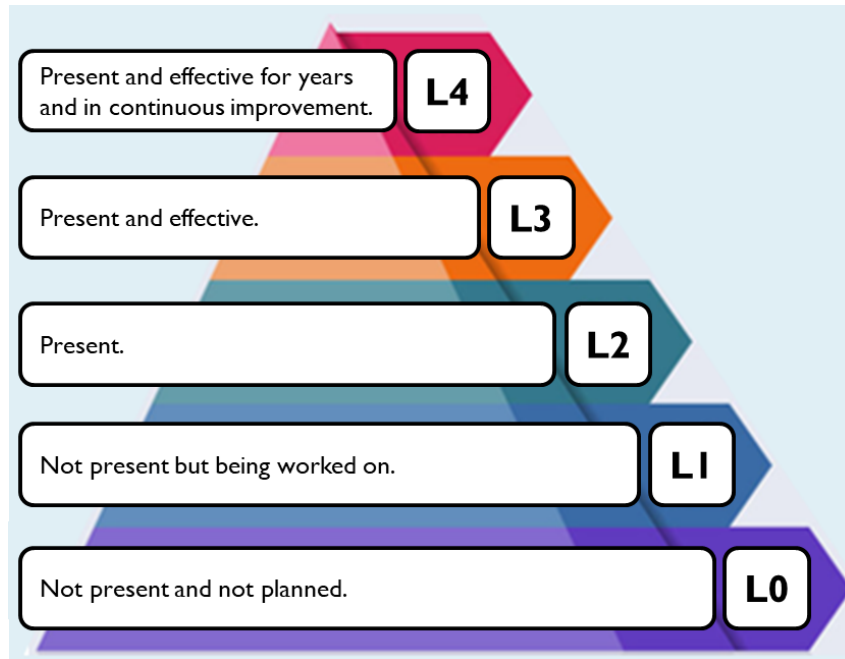 Present and effective for years
and in continuous improvement.
L4
Present and effective.
L3
Present.
L2
Not present but being worked on.
L1
Not present and not planned.
L0